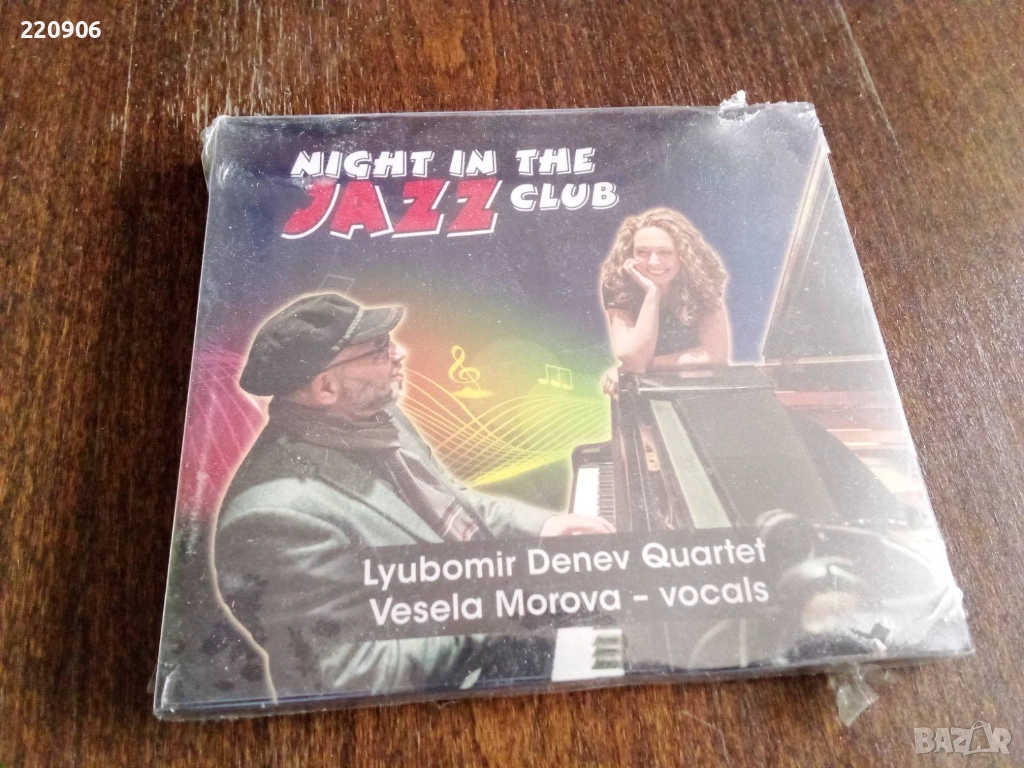 220906
NIGHT IN THE
JAZZ CLUB
Lyubomir Denev Quartet
Vesela Morova – vocals
BAZAR